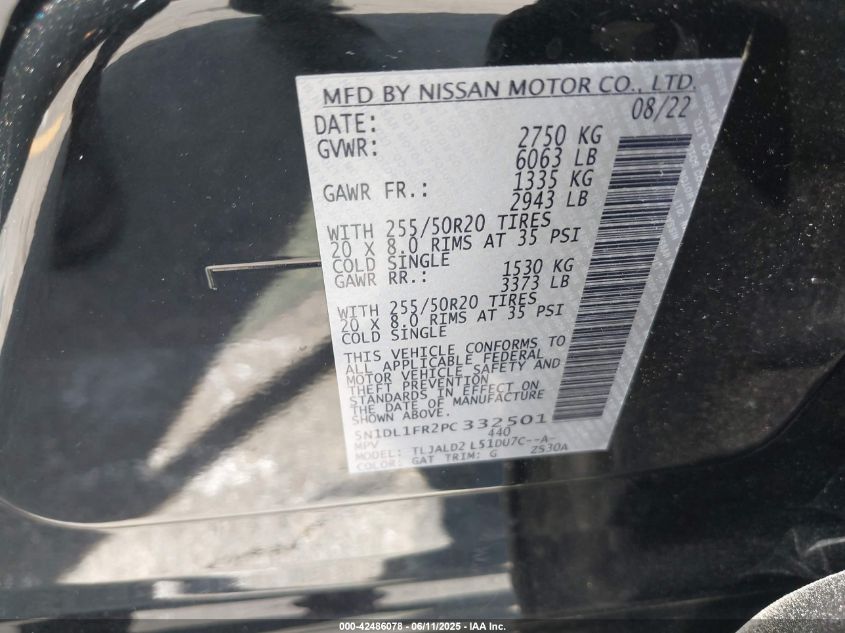 MFD BY NISSAN MOTOR CO., LTD.
DATE: 08/22
GVWR: 2750 KG
6063 LB
GAWR FR.: 1335 KG
2943 LB
WITH 255/50R20 TIRES
20 X 8.0 RIMS AT 35 PSI
COLD SINGLE
GAWR RR.: 1530 KG
3373 LB
WITH 255/50R20 TIRES
20 X 8.0 RIMS AT 35 PSI
COLD SINGLE
THIS VEHICLE CONFORMS TO
ALL APPLICABLE FEDERAL
MOTOR VEHICLE SAFETY AND
THEFT PREVENTION
STANDARDS IN EFFECT ON
THE DATE OF MANUFACTURE
SHOWN ABOVE.
5N1DL1FR2PC 332501
MPV 440
MODEL: TLJALD2 L51DU7C--A-
COLOR: GAT TRIM: G ZS30A
000-42486078 - 06/11/2025 - IAA Inc.